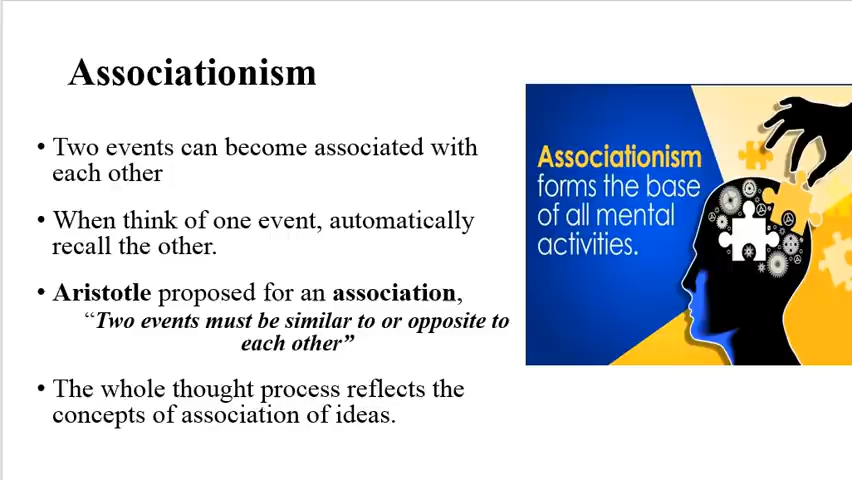 Associationism
• Two events can become associated with
each other
• When think of one event, automatically
recall the other.
• Aristotle proposed for an association,
“Two events must be similar to or opposite to
each other”
• The whole thought process reflects the
concepts of association of ideas.
Associationism
forms the base
of all mental
activities.